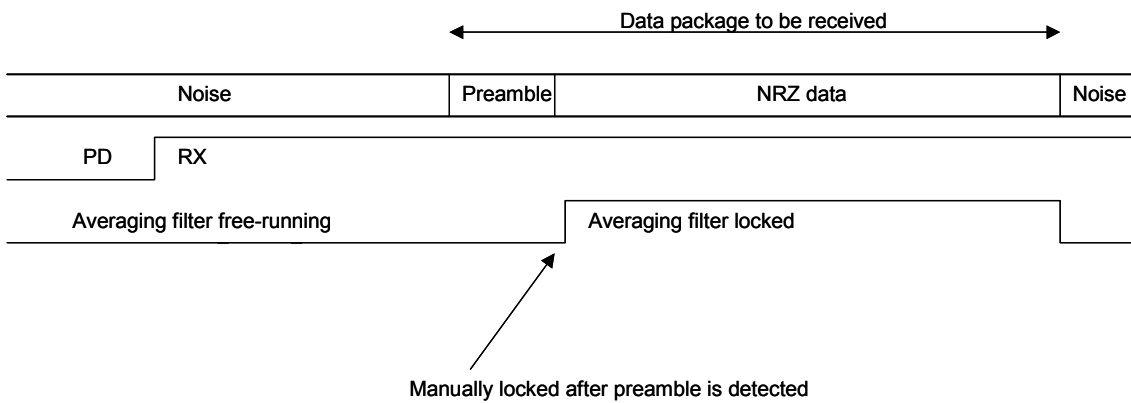 Data package to be received
Noise
Preamble
NRZ data
Noise
PD
RX
Averaging filter free-running
Averaging filter locked
Manually locked after preamble is detected